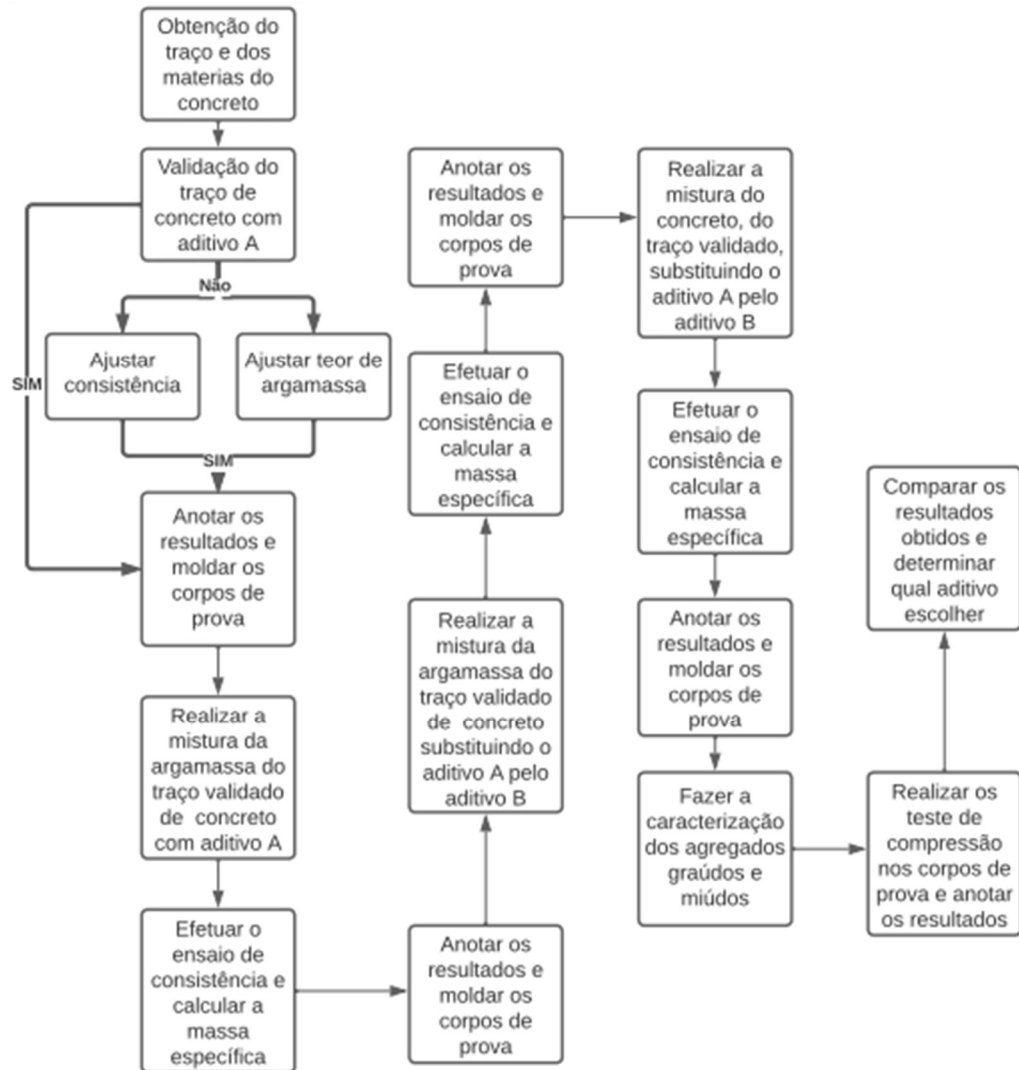 Obtenção do
traço e dos
materias do
concreto
Validação do
traço de
concreto com
aditivo A
Não
Ajustar
consistência
Ajustar teor de
argamassa
SIM
SIM
Anotar os
resultados e
moldar os
corpos de
prova
Realizar a
mistura da
argamassa do
traço validado
de concreto
com aditivo A
Efetuar o
ensaio de
consistência e
calcular a
massa
específica
Anotar os
resultados e
moldar os
corpos de
prova
Realizar a
mistura da
argamassa do
traço validado
de concreto
substituindo o
aditivo A pelo
aditivo B
Efetuar o
ensaio de
consistência e
calcular a
massa
específica
Anotar os
resultados e
moldar os
corpos de
prova
Realizar a
mistura do
concreto, do
traço validado,
substituindo o
aditivo A pelo
aditivo B
Efetuar o
ensaio de
consistência e
calcular a
massa
específica
Anotar os
resultados e
moldar os
corpos de
prova
Fazer a
caracterização
dos agregados
graúdos e
miúdos
Realizar os
teste de
compressão
nos corpos de
prova e anotar
os resultados
Comparar os
resultados
obtidos e
determinar
qual aditivo
escolher